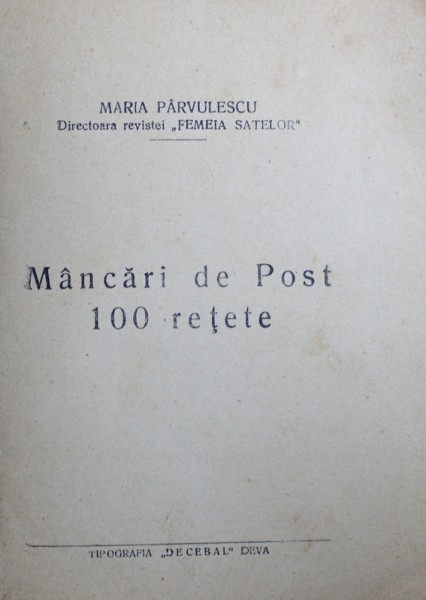 MARIA PÂRVULESCU
Directoara revistei „FEMEIA SATELOR"
Mâncări de Post
100 rețete
TIPOGRAFIA „DECEBAL" DEVA